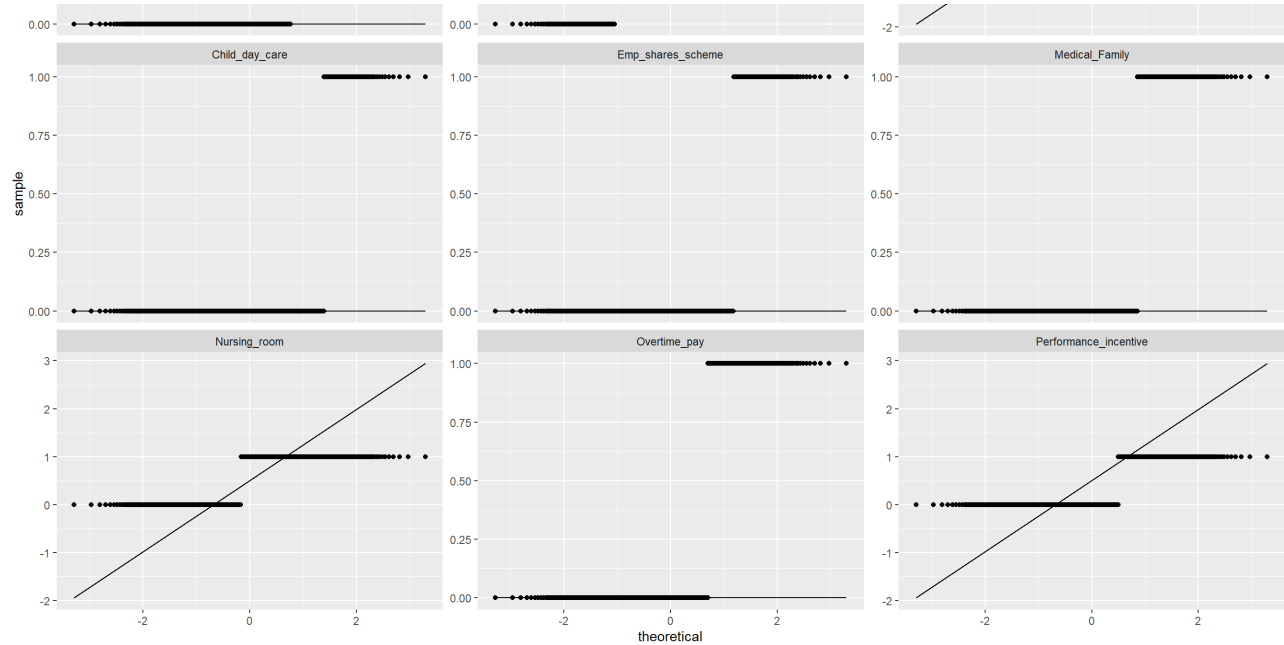 0.00 0.00 -2
Child_day_care Emp_shares_scheme Medical_Family
1.00 1.00 1.00
0.75 0.75 0.75
0.50 0.50 0.50
0.25 0.25 0.25
0.00 0.00 0.00
sample
Nursing_room Overtime_pay Performance_incentive
3 1.00 3
2 0.75 2
1 0.50 1
0 0.25 0
-1 0.00 -1
-2 -2
-2 0 2 -2 0 2 -2 0 2
theoretical